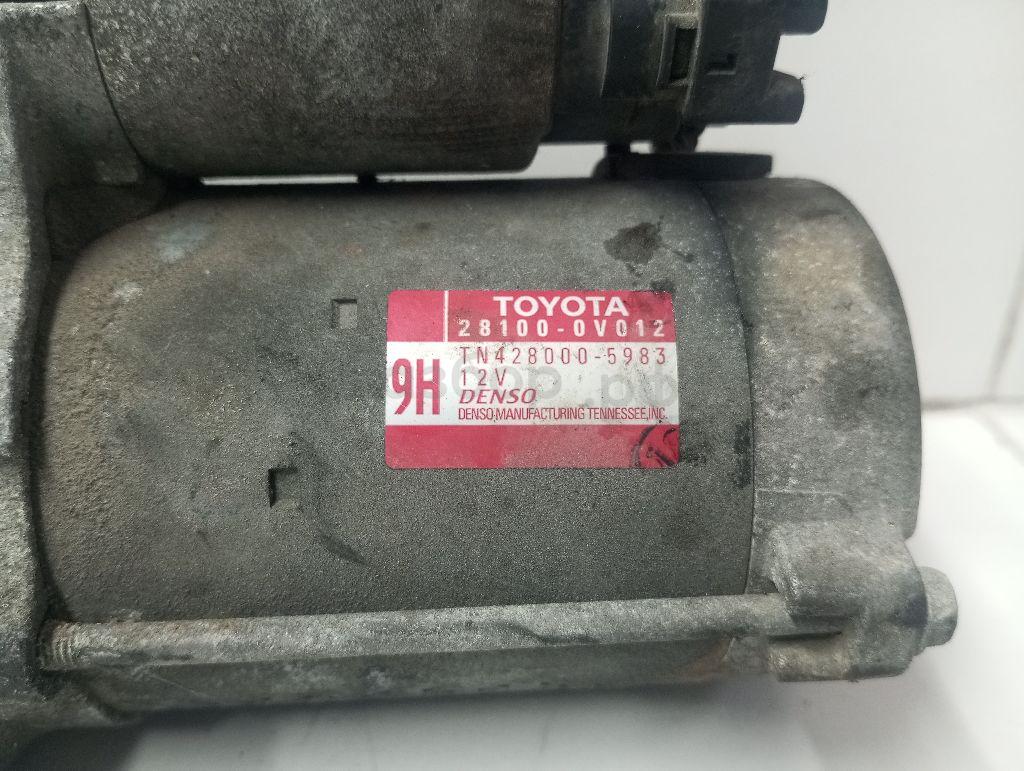 TOYOTA
28100-0V012
TN428000-5983
9H
12V
DENSO
DENSO MANUFACTURING TENNESSEE,INC.